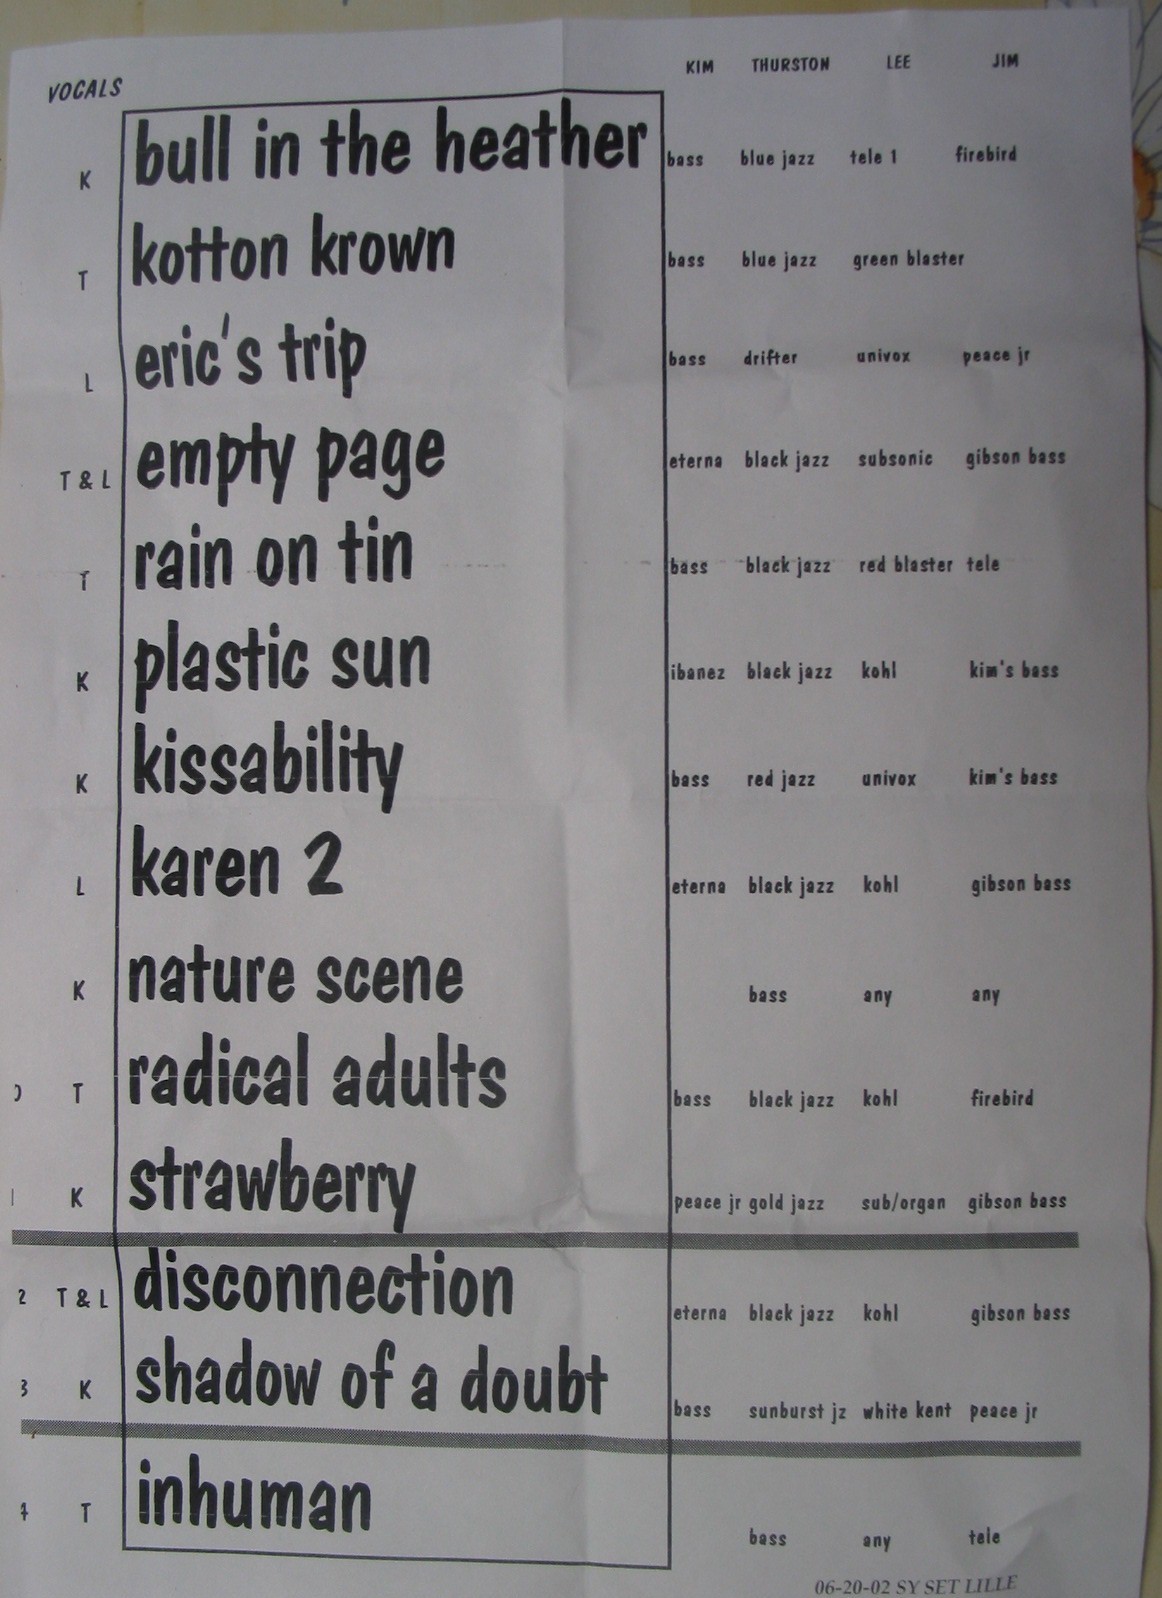 VOCALS KIM THURSTON LEE JIM
K bull in the heather bass blue jazz tele 1 firebird
T kotton krown bass blue jazz green blaster
L eric's trip bass drifter univox peace jr
T & L empty page eterna black jazz subsonic gibson bass
T rain on tin bass black jazz red blaster tele
K plastic sun ibanez black jazz kohl kim's bass
K kissability bass red jazz univox kim's bass
L karen 2 eterna black jazz kohl gibson bass
K nature scene bass any any
T radical adults bass black jazz kohl firebird
K strawberry peace jr gold jazz sub/organ gibson bass
2 T & L disconnection eterna black jazz kohl gibson bass
3 K shadow of a doubt bass sunburst jz white kent peace jr
T inhuman bass any tele
06-20-02 SY SET LILLE